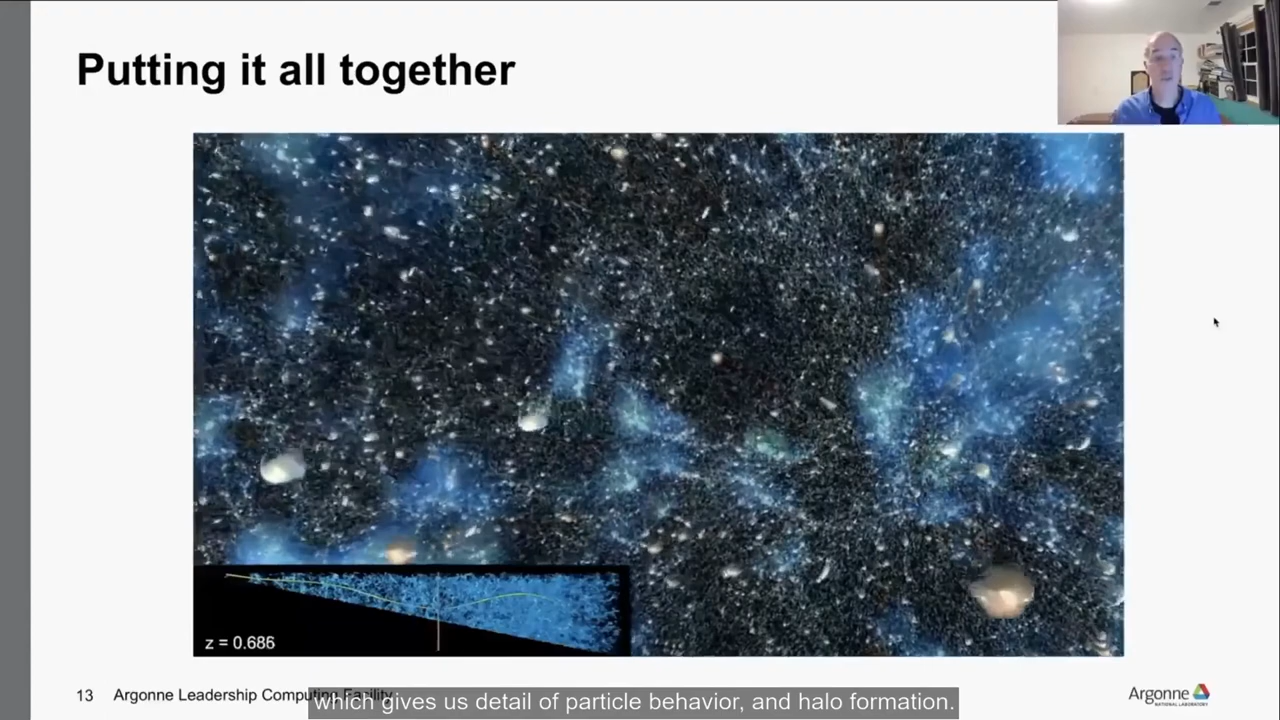 Putting it all together
z = 0.686
13 Argonne Leadership Computing Facility
which gives us detail of particle behavior, and halo formation.
Argonne
NATIONAL LABORATORY